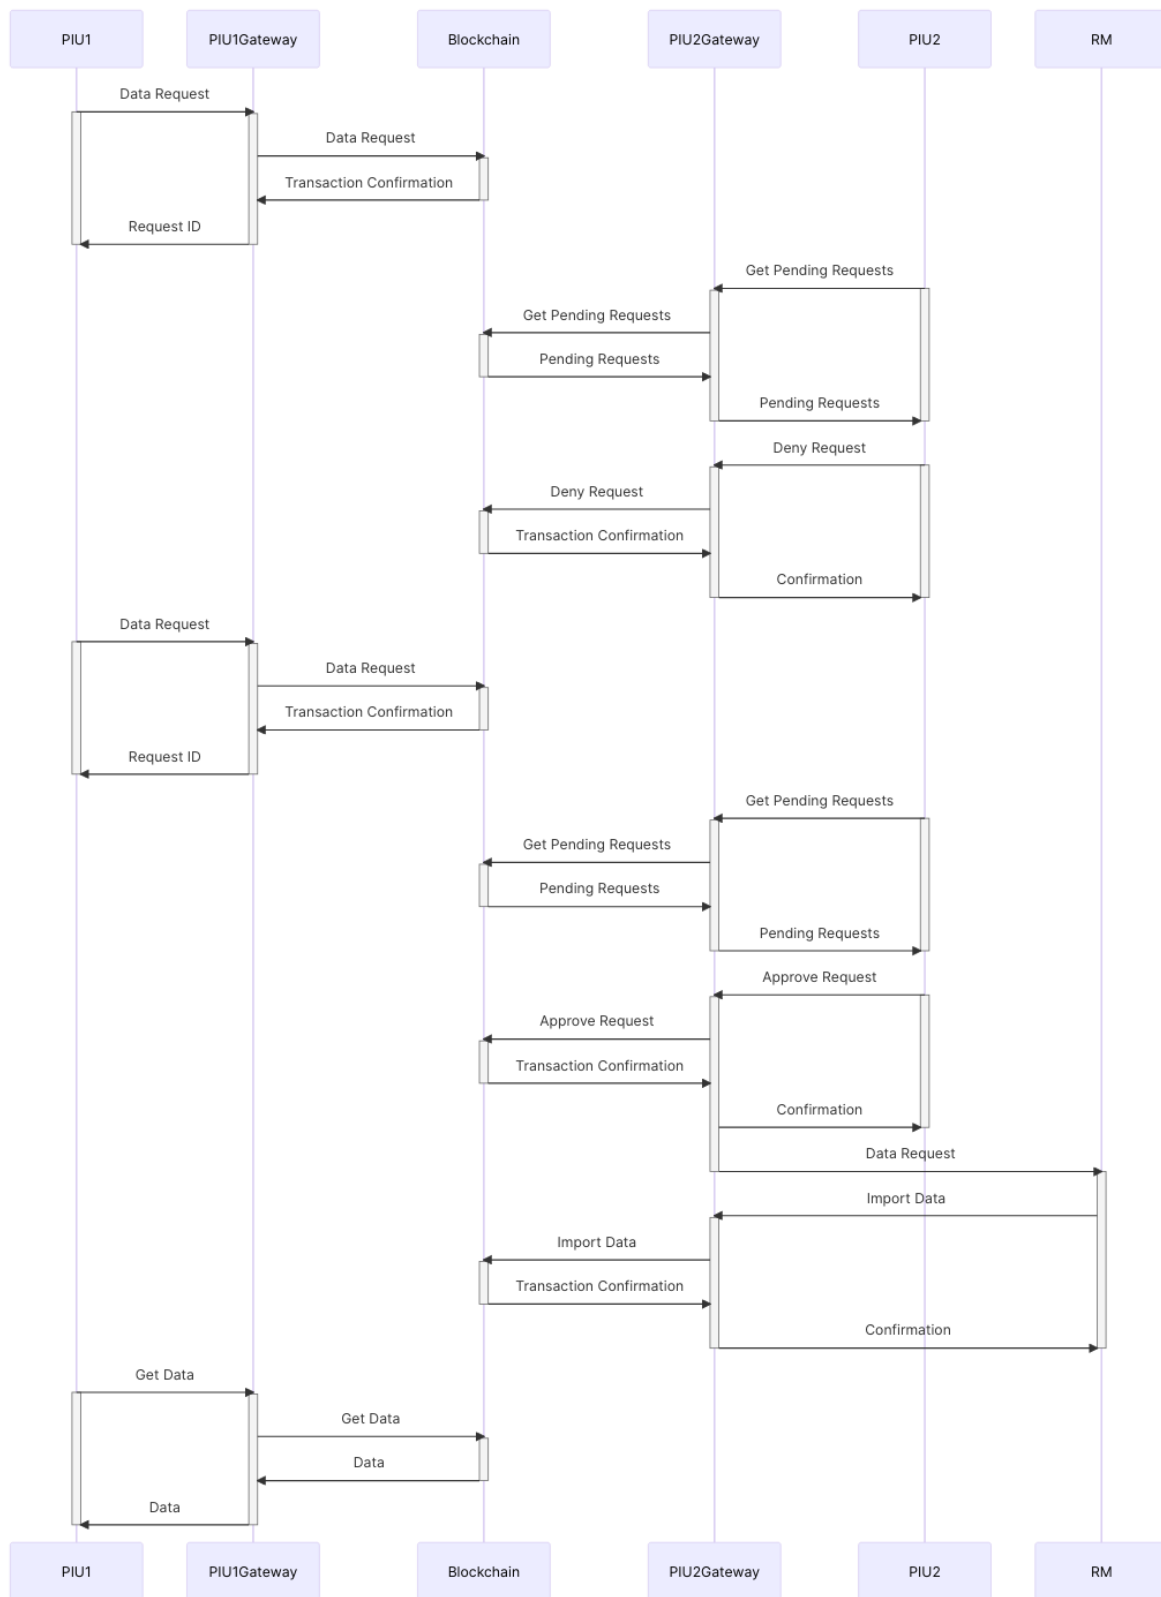 PIU1 PIU1Gateway Blockchain PIU2Gateway PIU2 RM
Data Request
Data Request
Transaction Confirmation
Request ID
Get Pending Requests
Get Pending Requests
Pending Requests
Pending Requests
Deny Request
Deny Request
Transaction Confirmation
Confirmation
Data Request
Data Request
Transaction Confirmation
Request ID
Get Pending Requests
Get Pending Requests
Pending Requests
Pending Requests
Approve Request
Approve Request
Transaction Confirmation
Confirmation
Data Request
Import Data
Import Data
Transaction Confirmation
Confirmation
Get Data
Get Data
Data
Data
PIU1 PIU1Gateway Blockchain PIU2Gateway PIU2 RM